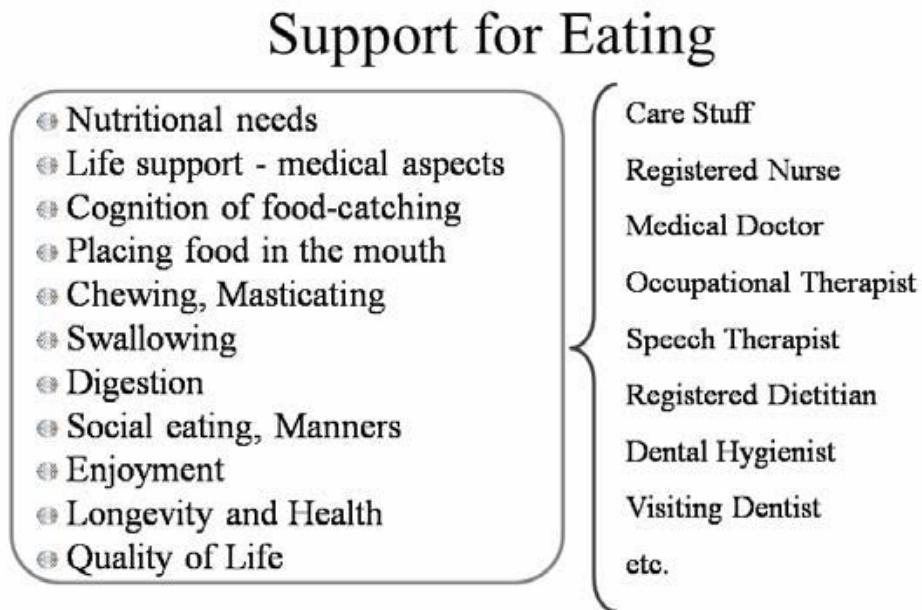 Support for Eating
Nutritional needs
Life support - medical aspects
Cognition of food-catching
Placing food in the mouth
Chewing, Masticating
Swallowing
Digestion
Social eating, Manners
Enjoyment
Longevity and Health
Quality of Life
Care Stuff
Registered Nurse
Medical Doctor
Occupational Therapist
Speech Therapist
Registered Dietitian
Dental Hygienist
Visiting Dentist
etc.